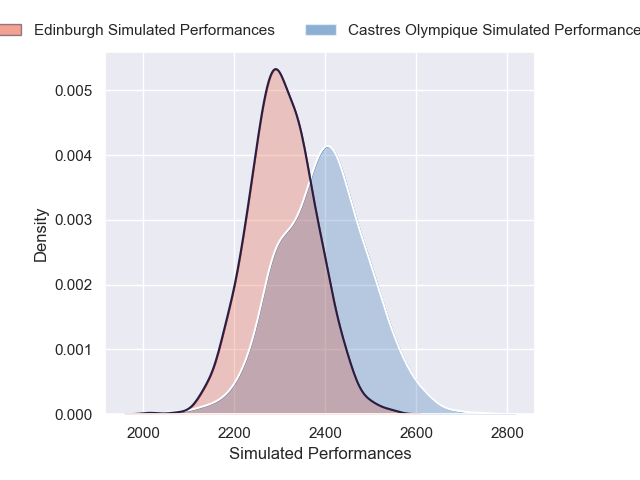 Edinburgh Simulated Performances
Castres Olympique Simulated Performance
0.005
0.004
0.003
0.002
0.001
0.000
Density
2000 2200 2400 2600 2800
Simulated Performances